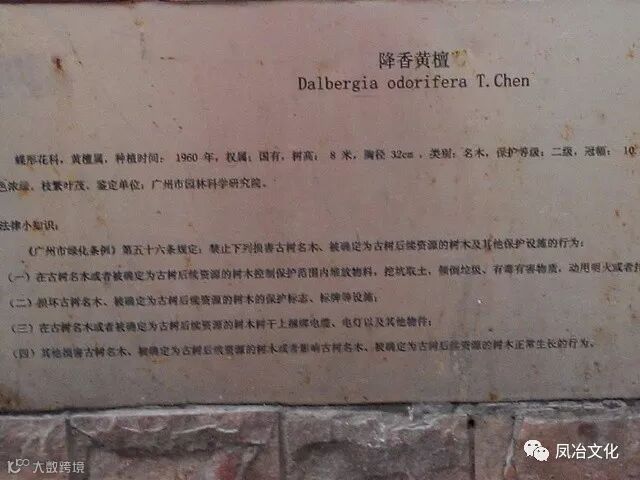 降香黄檀
Dalbergia odorifera T.Chen
蝶形花科，黄檀属，种植时间： 1960 年，权属：国有，树高： 8 米，胸径 32cm ，类别：名木，保护等级：二级，冠幅： 10
色浓绿，枝繁叶茂。鉴定单位：广州市园林科学研究院。
法律小知识：
《广州市绿化条例》第五十六条规定：禁止下列损害古树名木、被确定为古树后续资源的树木及其他保护设施的行为：
（一）在古树名木或者被确定为古树后续资源的树木控制保护范围内堆放物料，挖坑取土，倾倒垃圾、有毒有害物质，动用明火或者
（二）损坏古树名木、被确定为古树后续资源的树木的保护标志、标牌等设施；
（三）在古树名木或者被确定为古树后续资源的树木树干上捆绑电缆、电灯以及其他物件；
（四）其他损害古树名木、被确定为古树后续资源的树木或者影响古树名木、被确定为古树后续资源的树木正常生长的行为。
凤冶文化
大数跨境